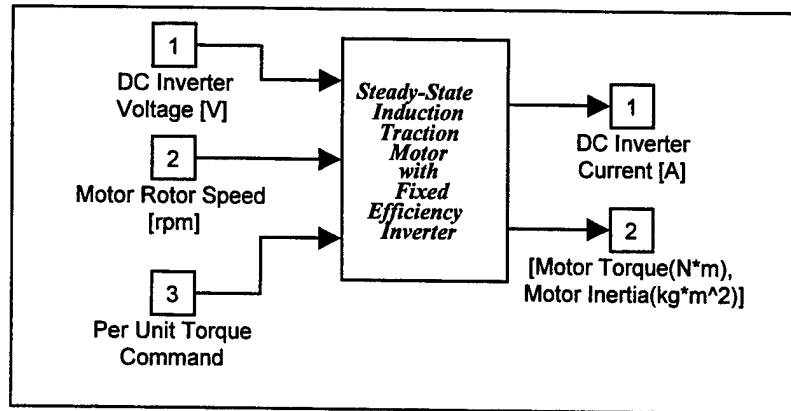 1
DC Inverter
Voltage [V]
2
Motor Rotor Speed
[rpm]
3
Per Unit Torque
Command
Steady-State
Induction
Traction
Motor
with
Fixed
Efficiency
Inverter
1
DC Inverter
Current [A]
2
[Motor Torque(N*m),
Motor Inertia(kg*m^2)]